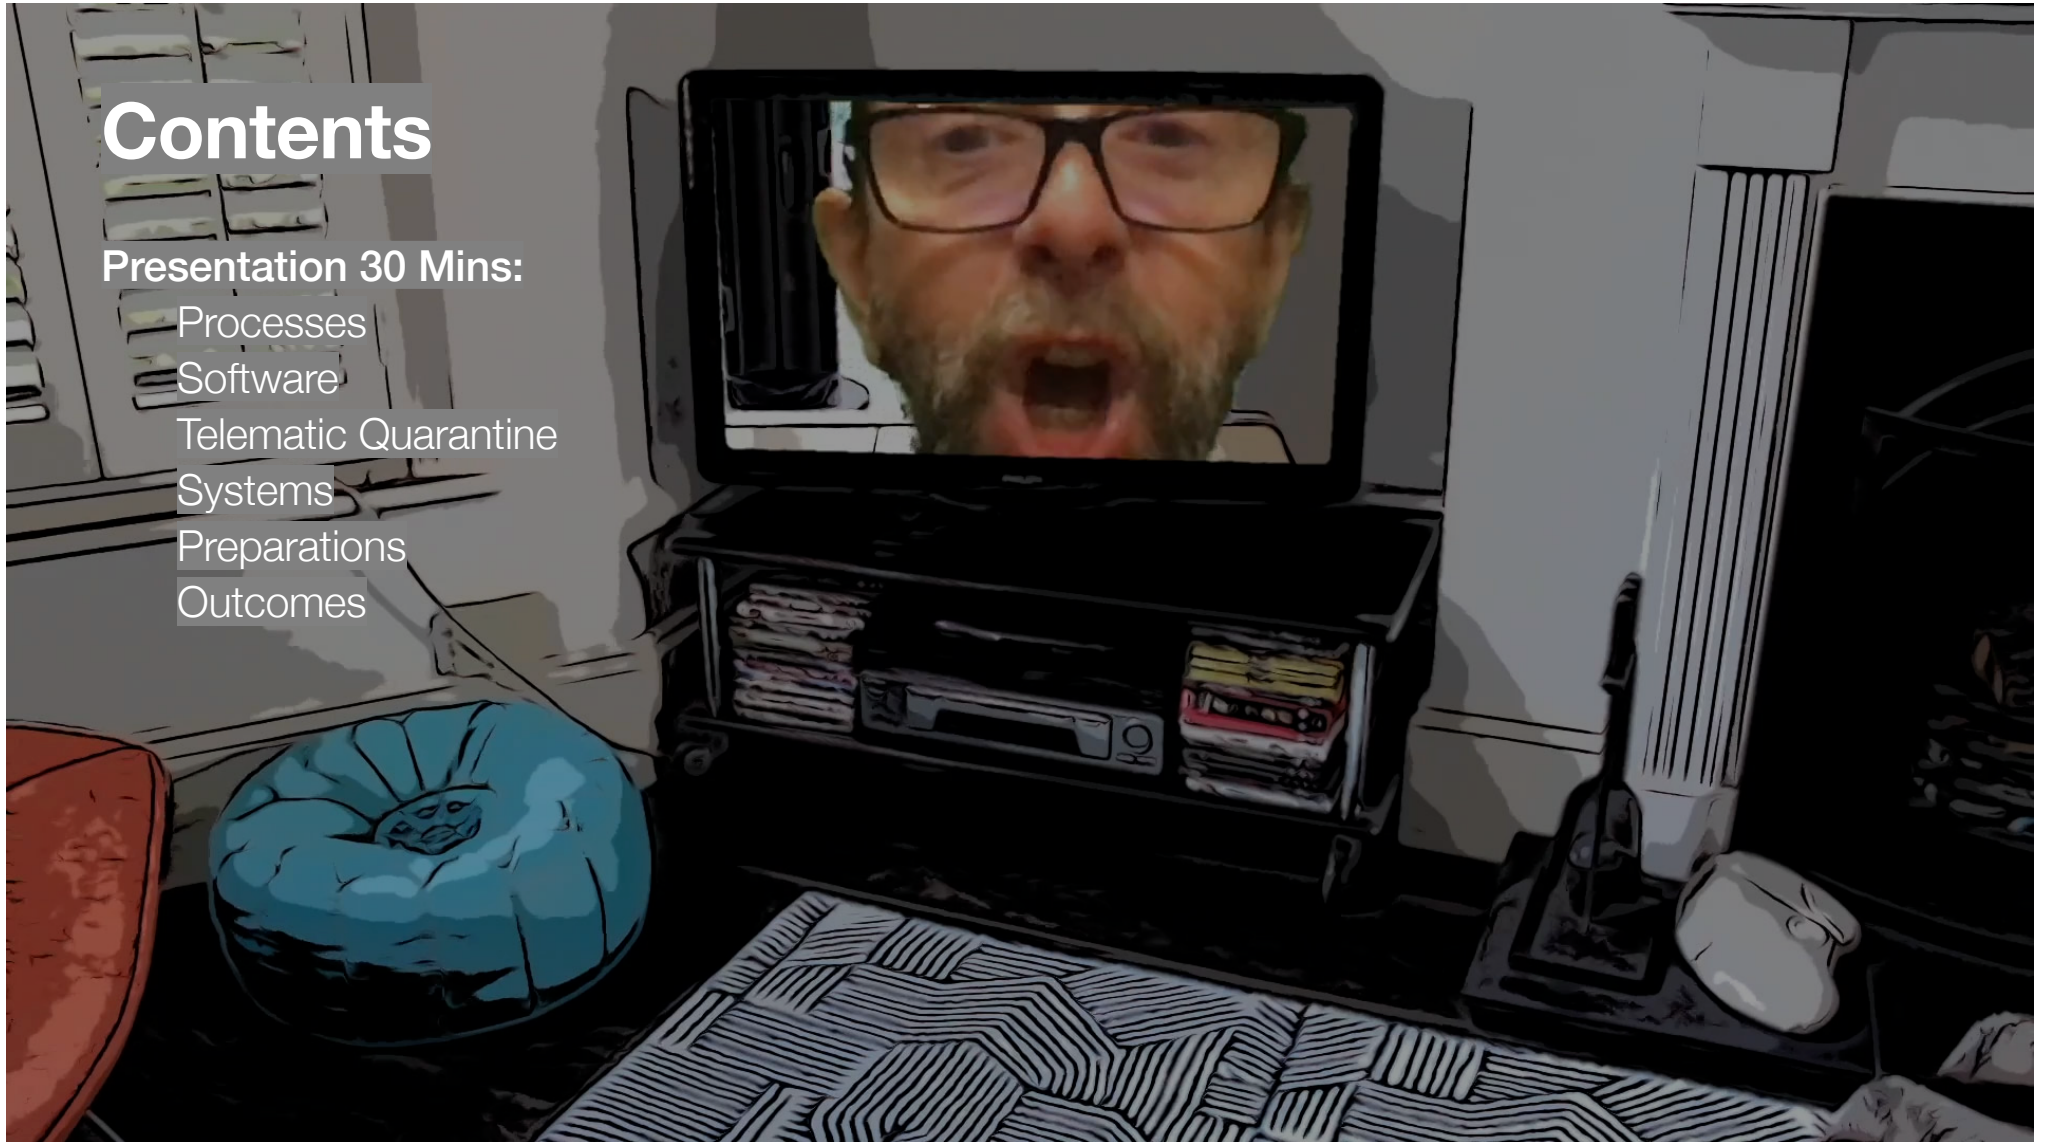 Contents
Presentation 30 Mins:
Processes
Software
Telematic Quarantine
Systems
Preparations
Outcomes